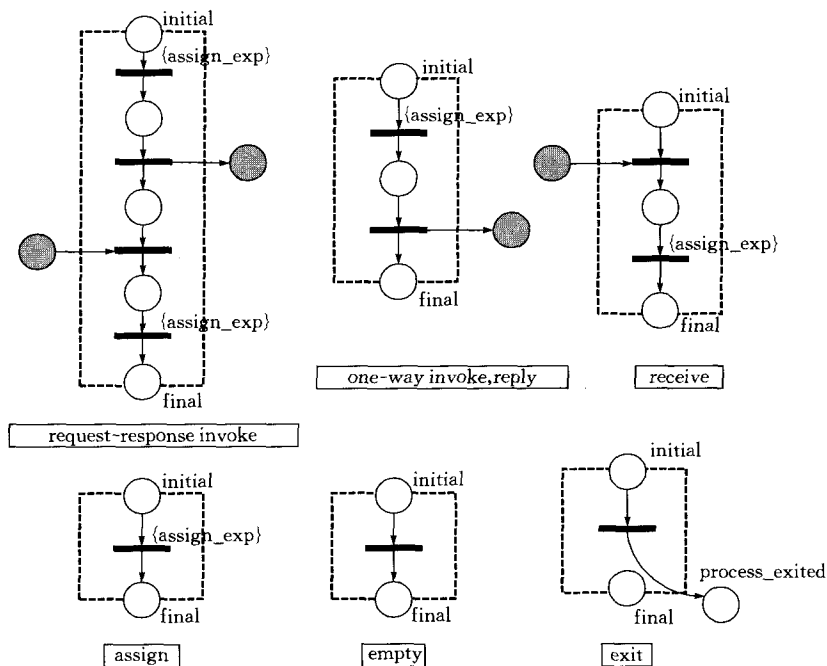 initial
{assign_exp}
{assign_exp}
final
request-response invoke
initial
{assign_exp}
final
one-way invoke,reply
initial
{assign_exp}
final
receive
initial
{assign_exp}
final
assign
initial
final
empty
initial
process_exited
final
exit